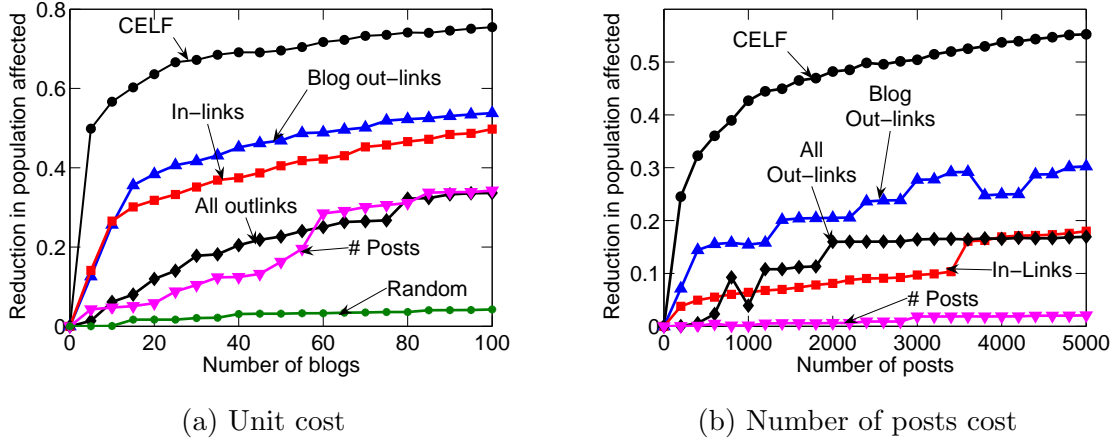 0.8
0.6
0.4
0.2
0
0
20
40
60
80
100
Reduction in population affected
Number of blogs
CELF
Blog out−links
In−links
All outlinks
# Posts
Random
(a) Unit cost
0.5
0.4
0.3
0.2
0.1
0
0
1000
2000
3000
4000
5000
Reduction in population affected
Number of posts
CELF
Blog
Out−links
All
Out−links
In−Links
# Posts
(b) Number of posts cost